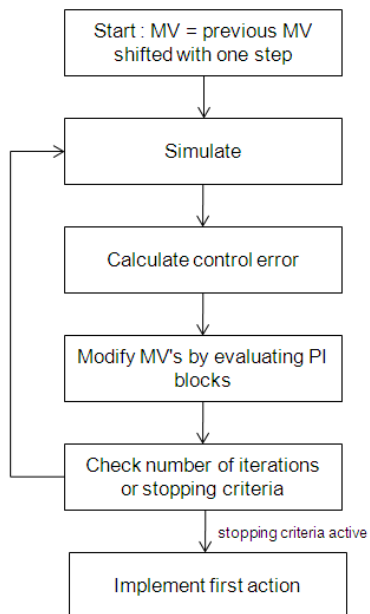 Start : MV = previous MV
shifted with one step
Simulate
Calculate control error
Modify MV's by evaluating PI
blocks
Check number of iterations
or stopping criteria
stopping criteria active
Implement first action